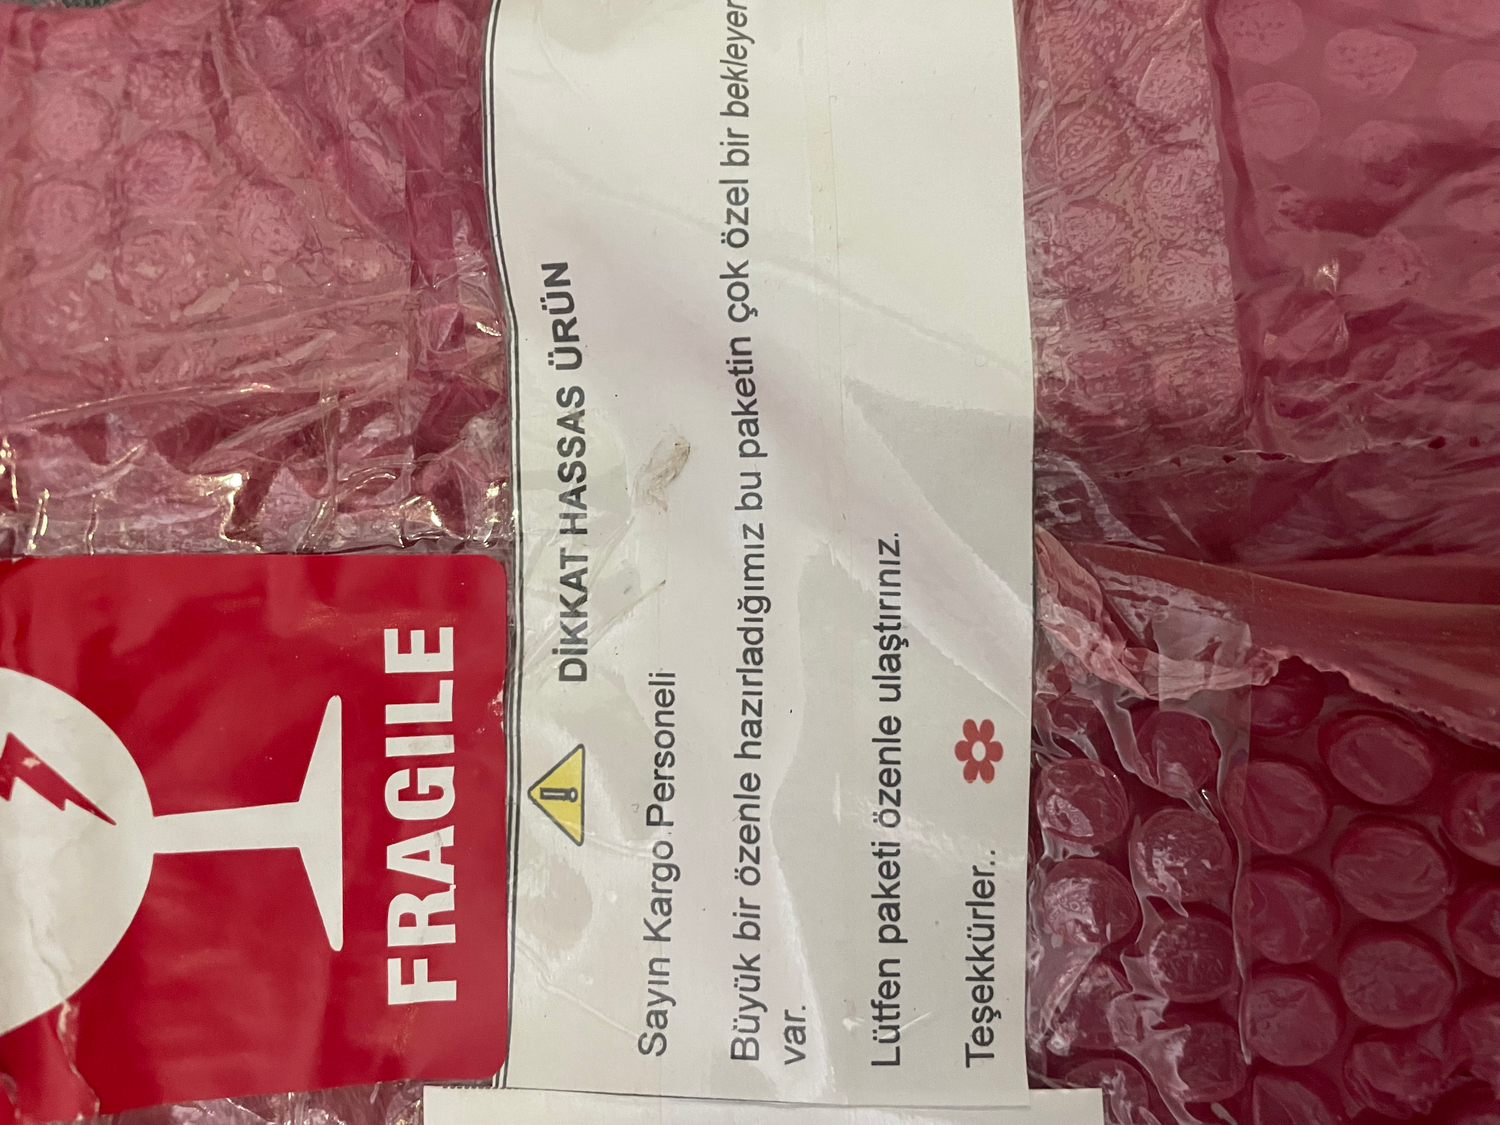 FRAGILE
DİKKAT HASSAS ÜRÜN
Sayın Kargo Personeli
Büyük bir özenle hazırladığımız bu paketin çok özel bir bekleyen
var.
Lütfen paketi özenle ulaştırınız.
Teşekkürler..